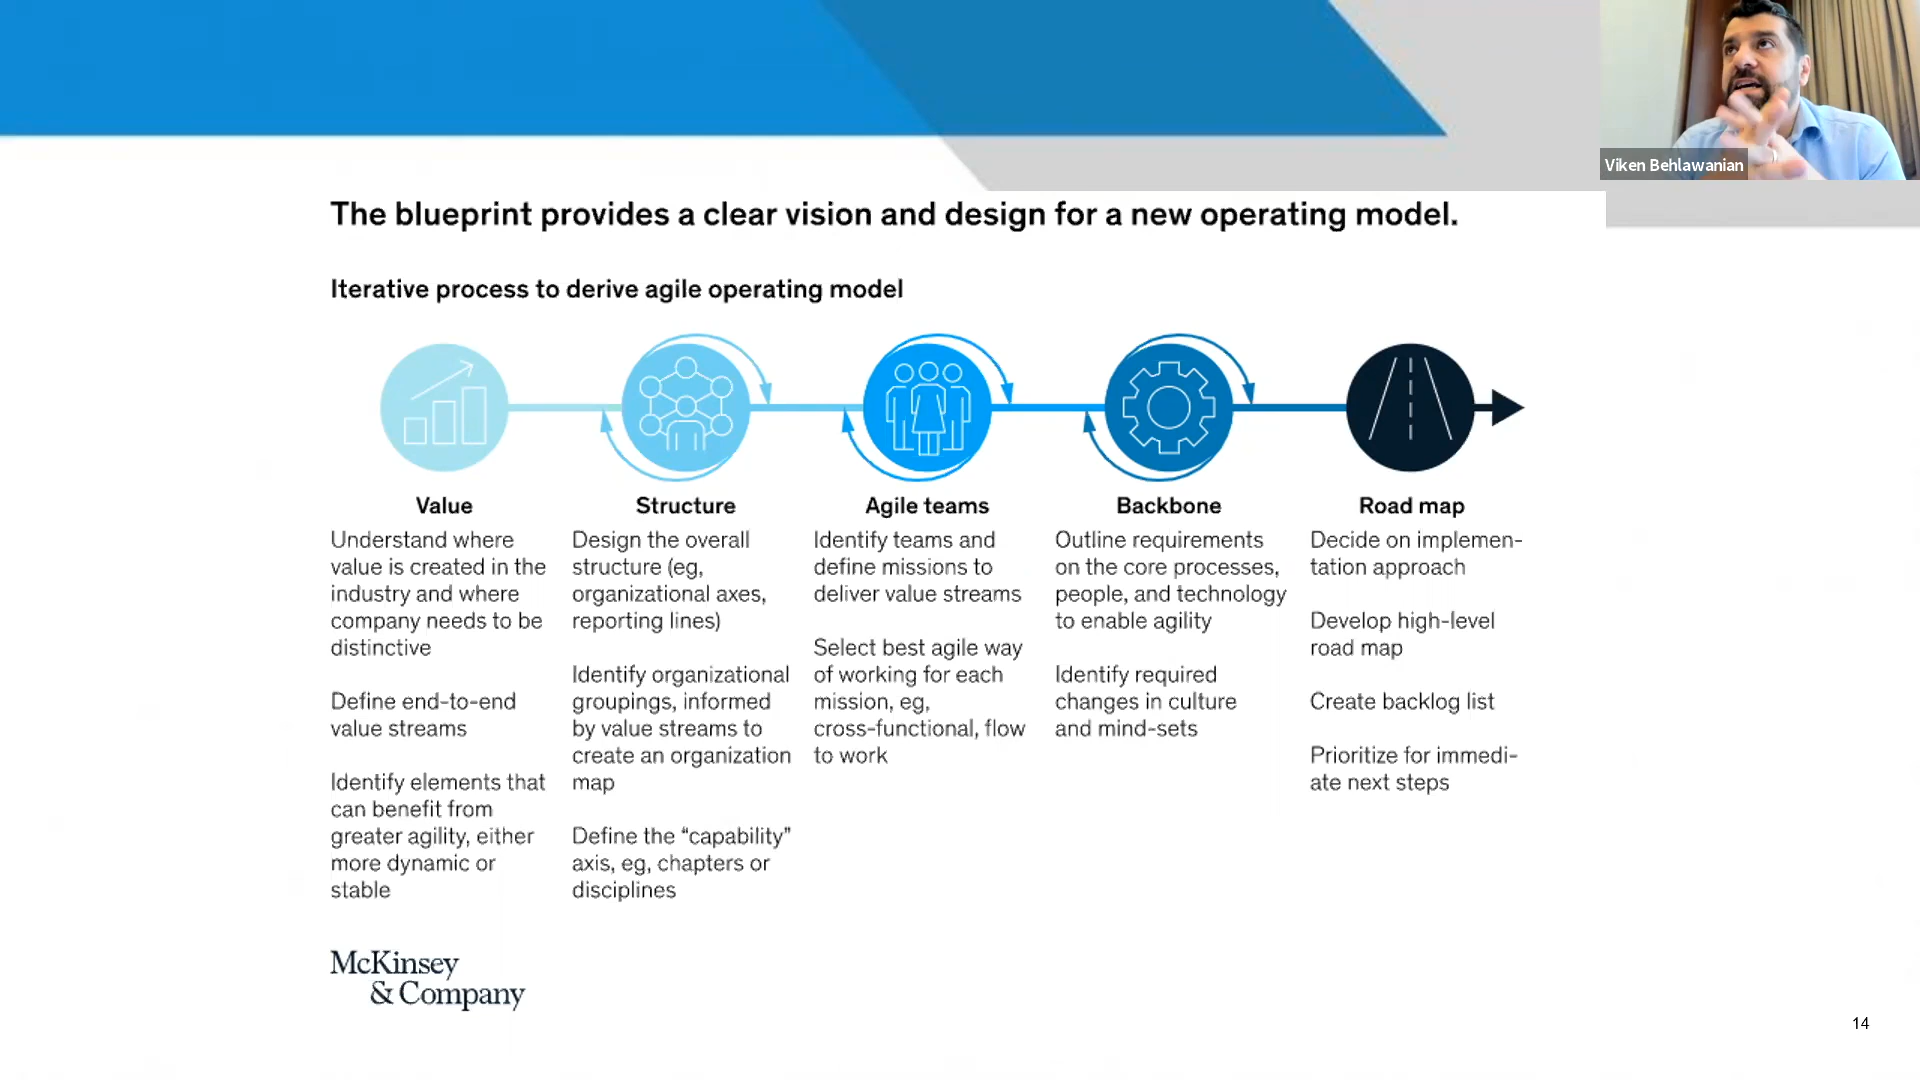 Viken Behlawanian
The blueprint provides a clear vision and design for a new operating model.
Iterative process to derive agile operating model
Value
Understand where
value is created in the
industry and where
company needs to be
distinctive
Define end-to-end
value streams
Identify elements that
can benefit from
greater agility, either
more dynamic or
stable
Structure
Design the overall
structure (eg,
organizational axes,
reporting lines)
Identify organizational
groupings, informed
by value streams to
create an organization
map
Define the “capability”
axis, eg, chapters or
disciplines
Agile teams
Identify teams and
define missions to
deliver value streams
Select best agile way
of working for each
mission, eg,
cross-functional, flow
to work
Backbone
Outline requirements
on the core processes,
people, and technology
to enable agility
Identify required
changes in culture
and mind-sets
Road map
Decide on implemen-
tation approach
Develop high-level
road map
Create backlog list
Prioritize for immedi-
ate next steps
McKinsey
& Company
14